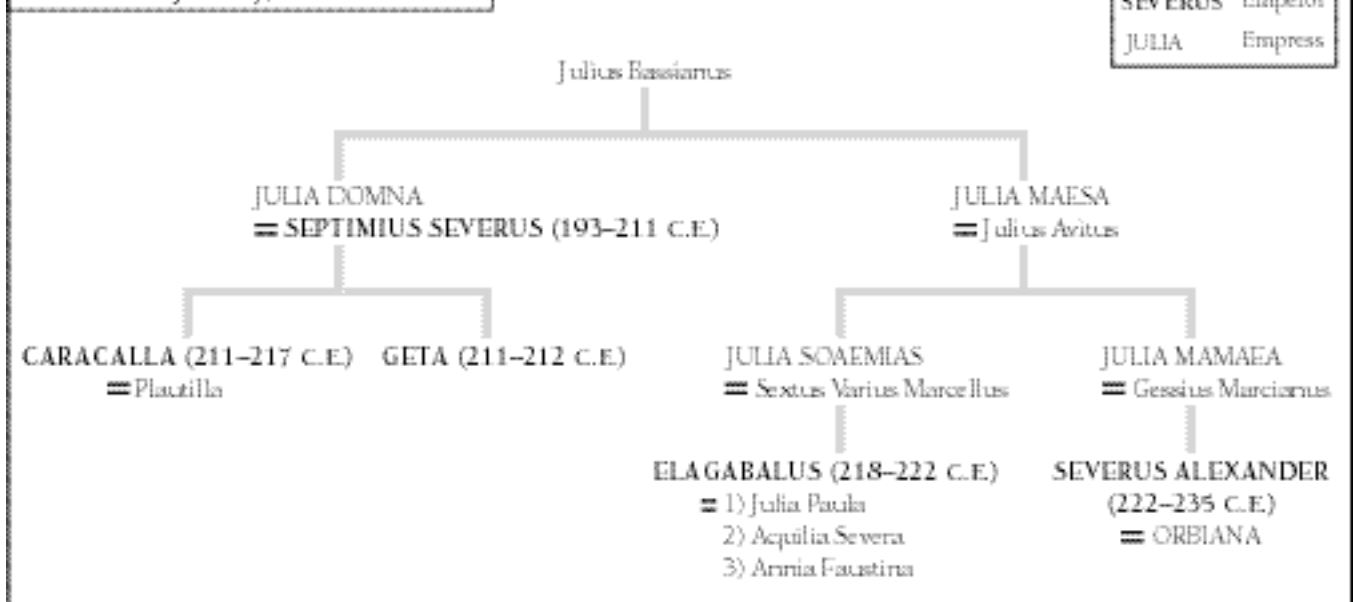 SEVERUS Emperor
JULIA Empress
Julius Bassianus
JULIA DOMNA
= SEPTIMIUS SEVERUS (193–211 C.E.)
JULIA MAESA
= Julius Avitus
CARACALLA (211–217 C.E.)
= Plautilla
GETA (211–212 C.E.)
JULIA SOAEMIAS
= Sextus Varius Marcellus
JULIA MAMAEA
= Gessius Marcianus
ELAGABALUS (218–222 C.E.)
= 1) Julia Paula
2) Aquilia Severa
3) Annia Faustina
SEVERUS ALEXANDER
(222–235 C.E.)
= ORBIANA